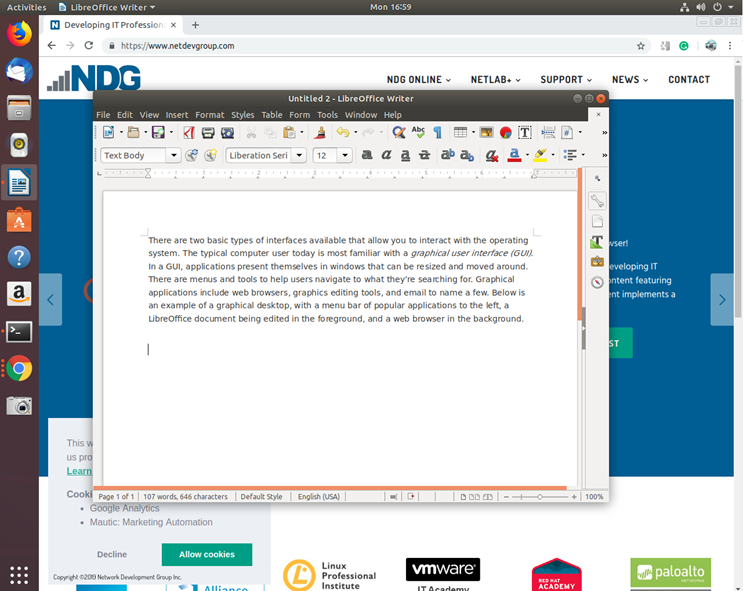 Activities LibreOffice Writer Mon 16:59
Developing IT Profession
https://www.netdevgroup.com
NDG
NDG ONLINE NETLAB+ SUPPORT NEWS CONTACT
Untitled 2 - LibreOffice Writer
File Edit View Insert Format Styles Table Form Tools Window Help
Text Body Liberation Seri 12
There are two basic types of interfaces available that allow you to interact with the operating
system. The typical computer user today is most familiar with a graphical user interface (GUI).
In a GUI, applications present themselves in windows that can be resized and moved around.
There are menus and tools to help users navigate to what they're searching for. Graphical
applications include web browsers, graphics editing tools, and email to name a few. Below is
an example of a graphical desktop, with a menu bar of popular applications to the left, a
LibreOffice document being edited in the foreground, and a web browser in the background.
wser!
eveloping IT
ontent featuring
ent implements a
ST
Page 1 of 1 107 words, 646 characters Default Style English (USA) 100%
This w
us pro
Learn
Cooki
Google Analytics
Mautic: Marketing Automation
Decline Allow cookies
Copyright ©2019 Network Development Group Inc.
Alliance
Linux
Professional
Institute
vmware
IT Academy
RED HAT
ACADEMY
paloalto
NETWORKS